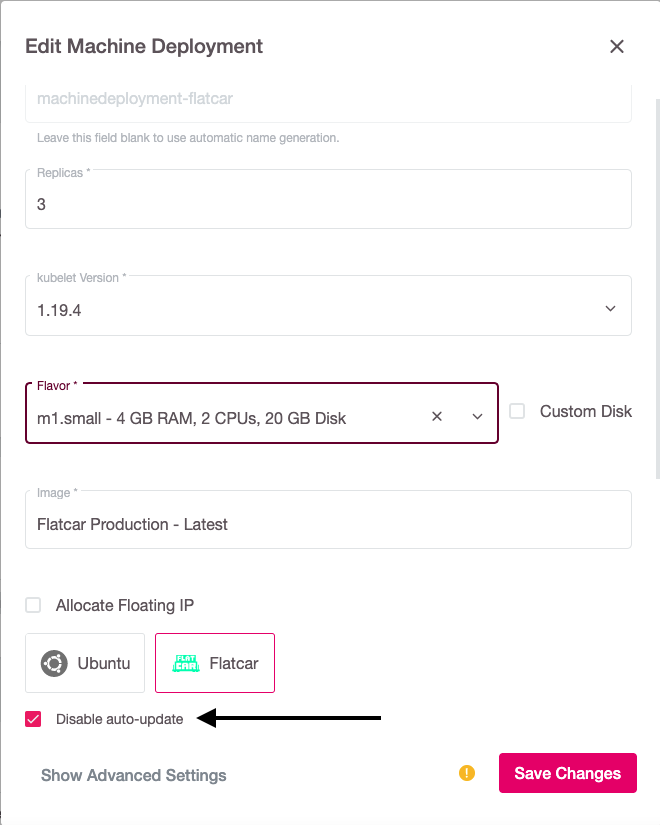 Edit Machine Deployment
machinedeployment-flatcar
Leave this field blank to use automatic name generation.
Replicas *
3
kubelet Version *
1.19.4
Flavor *
m1.small - 4 GB RAM, 2 CPUs, 20 GB Disk
Custom Disk
Image *
Flatcar Production - Latest
Allocate Floating IP
Ubuntu
FLAT CAR Flatcar
Disable auto-update
Show Advanced Settings
! Save Changes